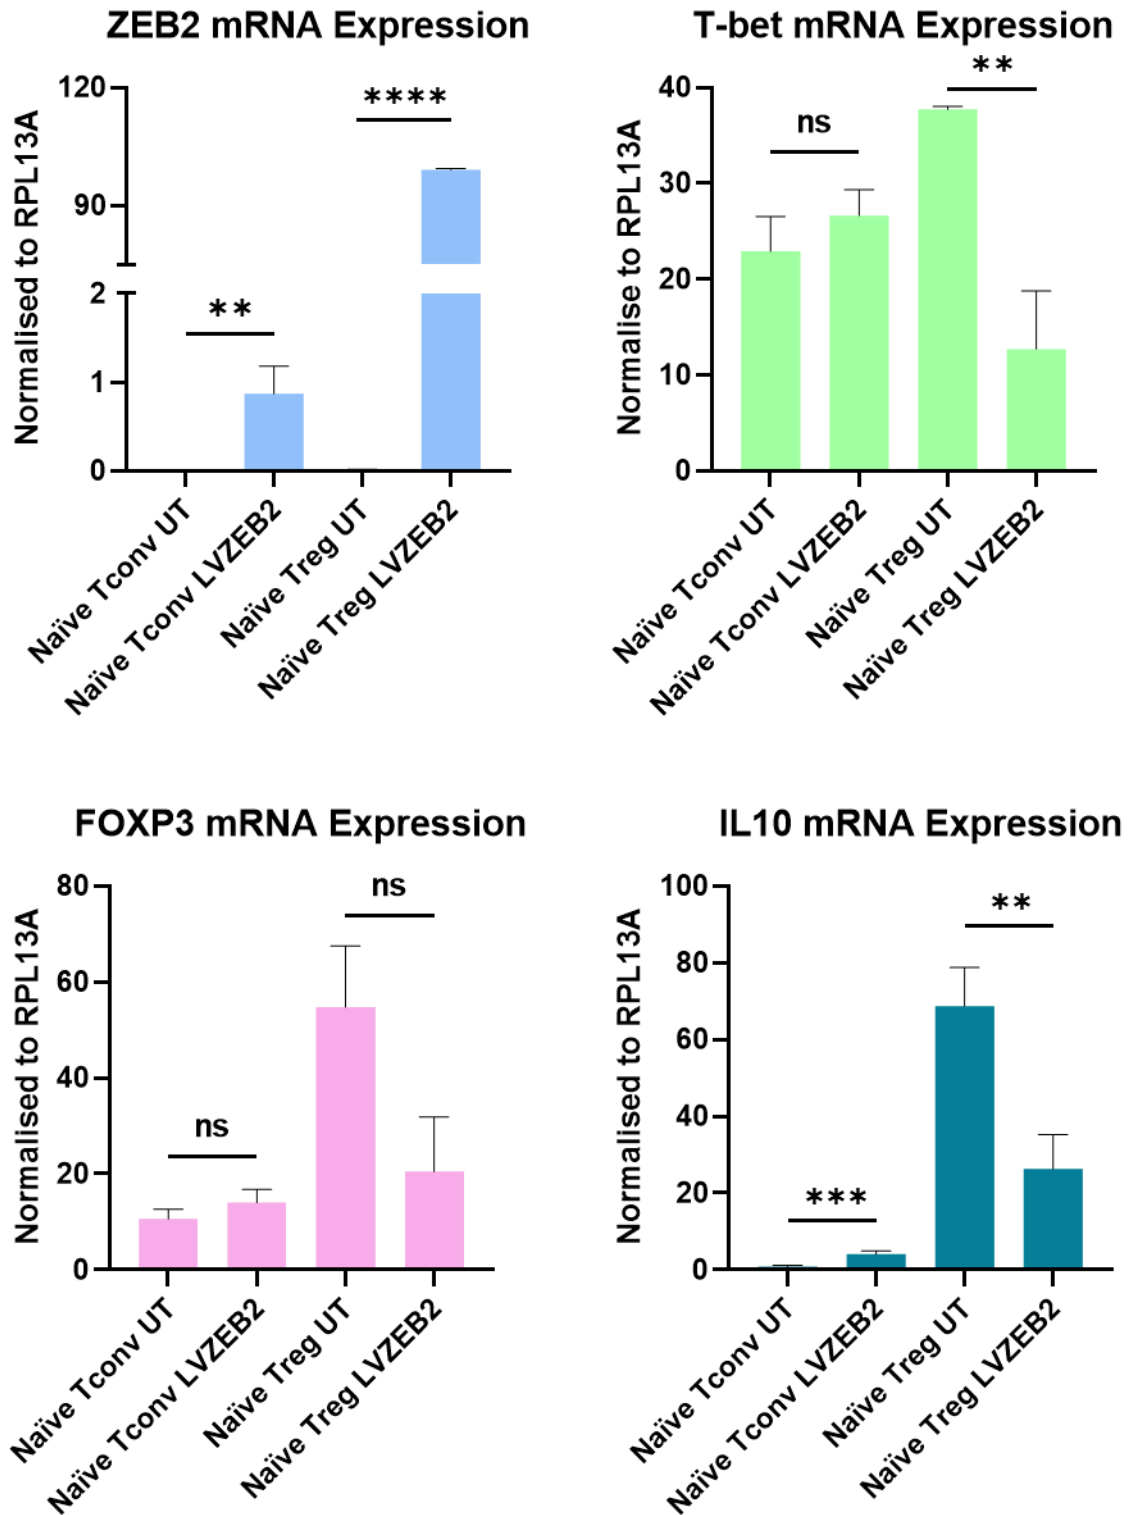 ZEB2 mRNA Expression
Normalised to RPL13A
120
90
2
1
0
**
****
Naïve Tconv UT
Naïve Tconv LVZEB2
Naïve Treg UT
Naïve Treg LVZEB2
T-bet mRNA Expression
Normalise to RPL13A
40
30
20
10
0
ns
**
Naïve Tconv UT
Naïve Tconv LVZEB2
Naïve Treg UT
Naïve Treg LVZEB2
FOXP3 mRNA Expression
Normalised to RPL13A
80
60
40
20
0
ns
ns
Naïve Tconv UT
Naïve Tconv LVZEB2
Naïve Treg UT
Naïve Treg LVZEB2
IL10 mRNA Expression
Normalised to RPL13A
100
80
60
40
20
0
***
**
Naïve Tconv UT
Naïve Tconv LVZEB2
Naïve Treg UT
Naïve Treg LVZEB2